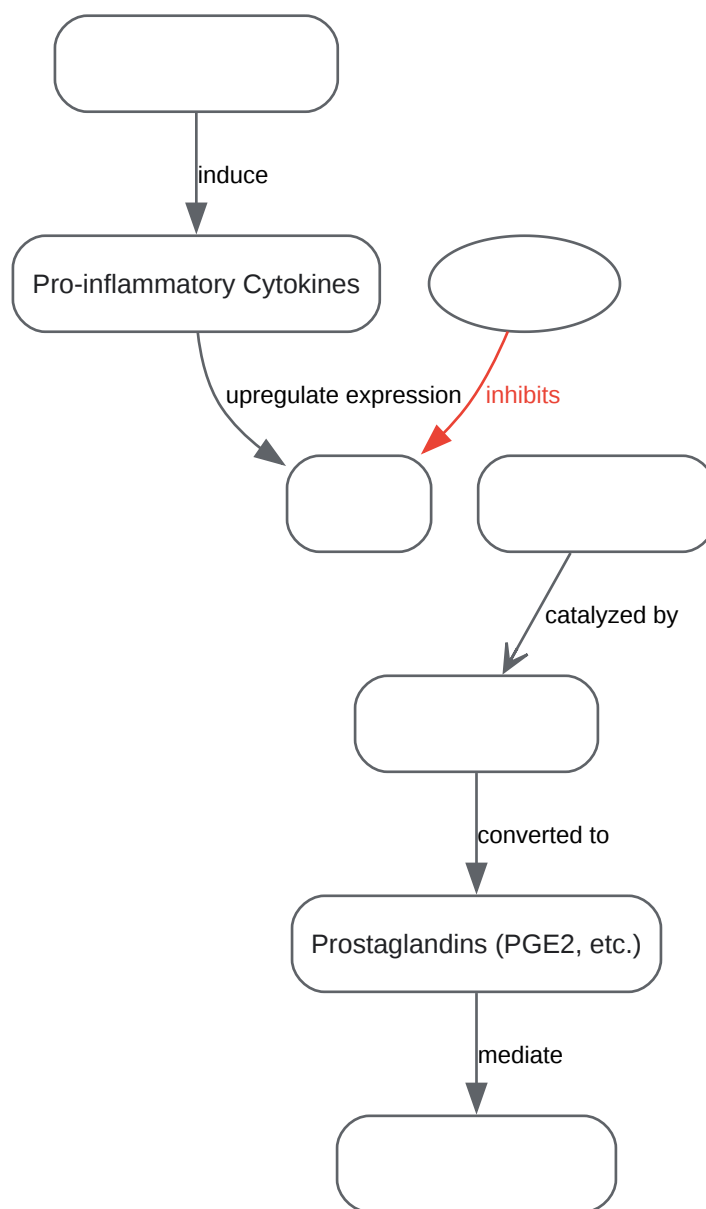 induce
Pro-inflammatory Cytokines
upregulate expression
inhibits
catalyzed by
converted to
Prostaglandins (PGE2, etc.)
mediate